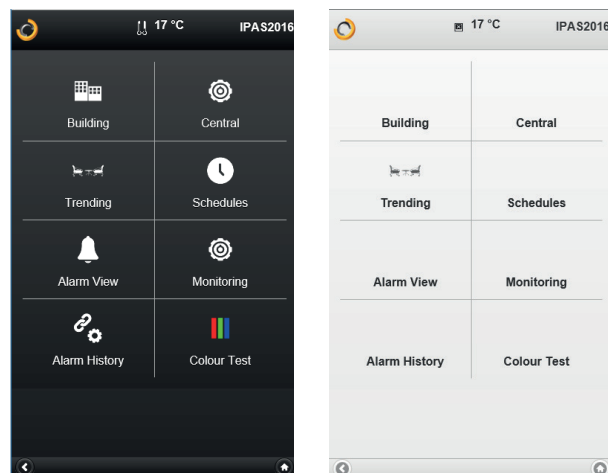 17 °C IPAS2016
Building Central
Trending Schedules
Alarm View Monitoring
Alarm History Colour Test
17 °C IPAS2016
Building Central
Trending Schedules
Alarm View Monitoring
Alarm History Colour Test